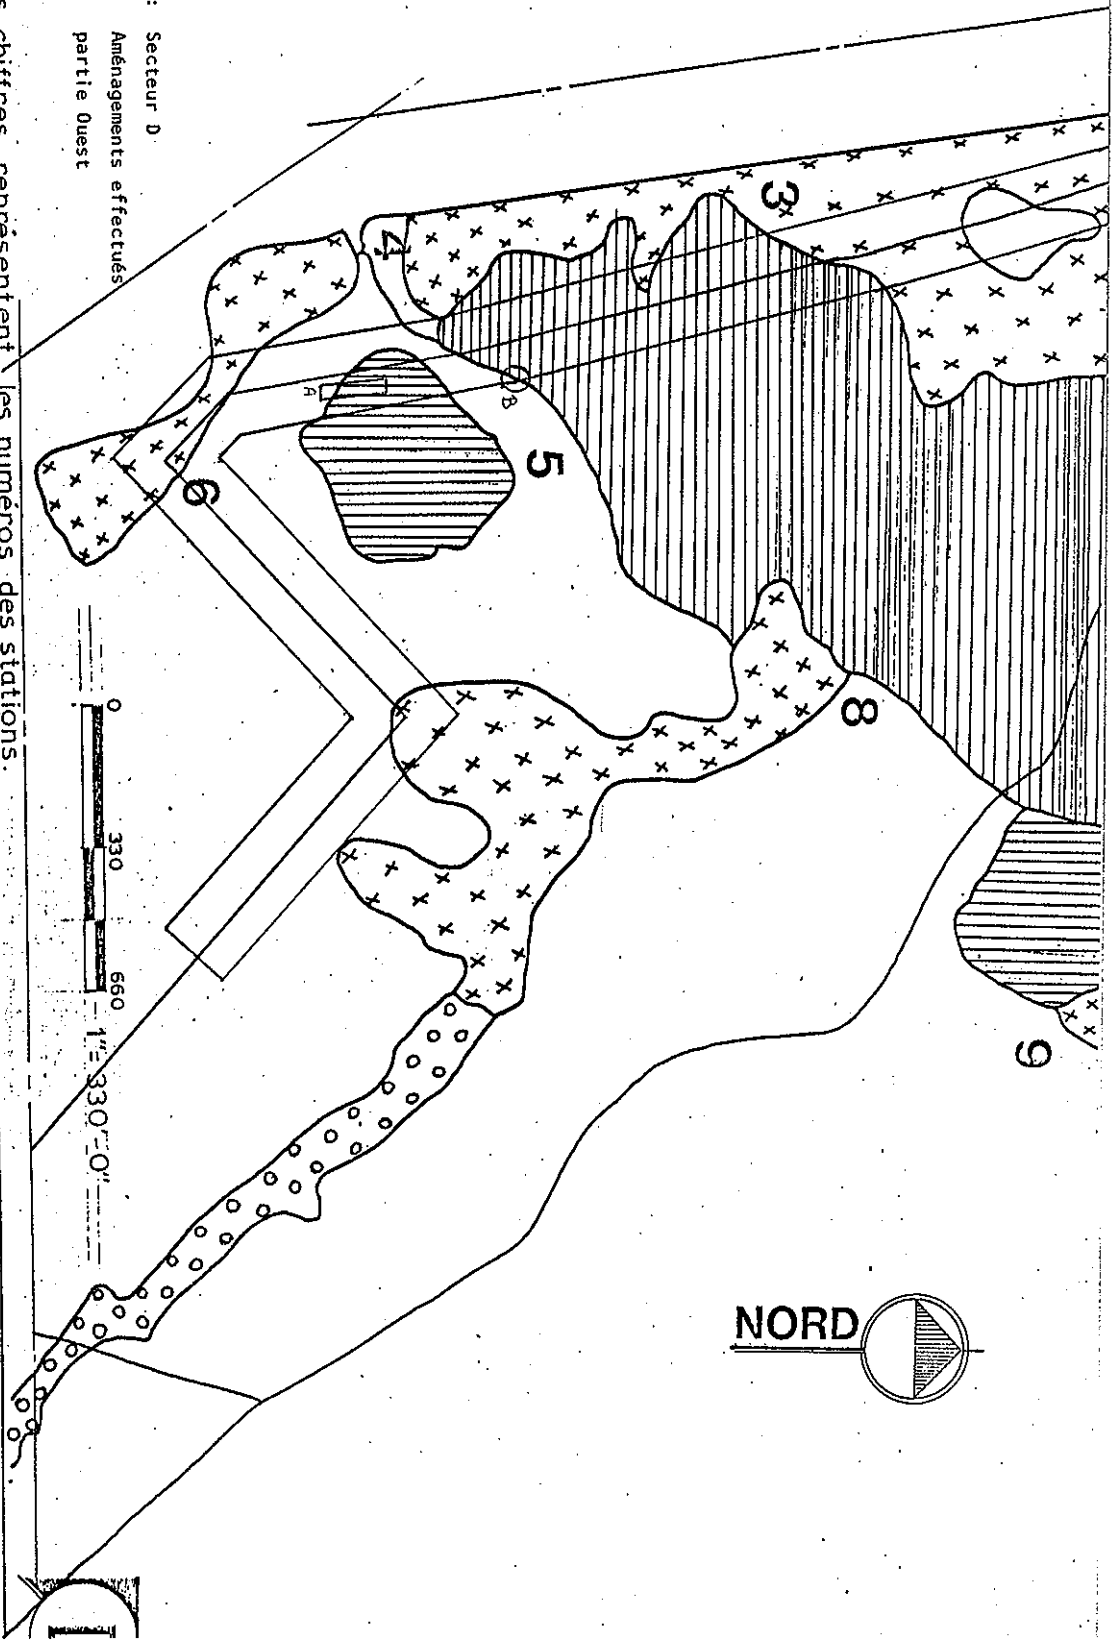 : Secteur D
Aménagements effectués
partie Ouest
chiffres représentent les numéros des stations.
3
4
5
6
8
9
A
B
NORD
0 330 660
1"=330'-0"